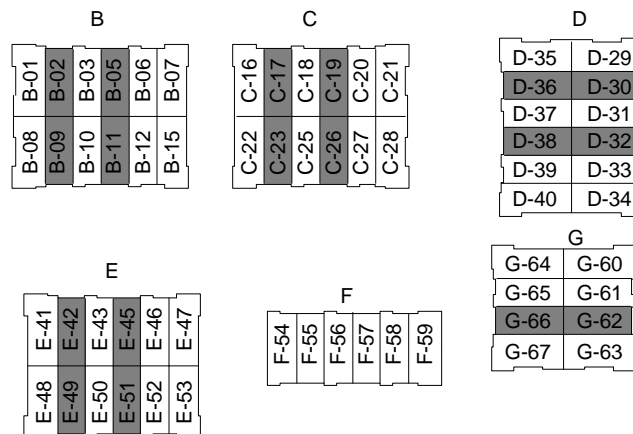 B
B-01 B-02 B-03 B-05 B-06 B-07
B-08 B-09 B-10 B-11 B-12 B-15
C
C-16 C-17 C-18 C-19 C-20 C-21
C-22 C-23 C-25 C-26 C-27 C-28
D
D-35 D-29
D-36 D-30
D-37 D-31
D-38 D-32
D-39 D-33
D-40 D-34
E
E-41 E-42 E-43 E-45 E-46 E-47
E-48 E-49 E-50 E-51 E-52 E-53
F
F-54 F-55 F-56 F-57 F-58 F-59
G
G-64 G-60
G-65 G-61
G-66 G-62
G-67 G-63